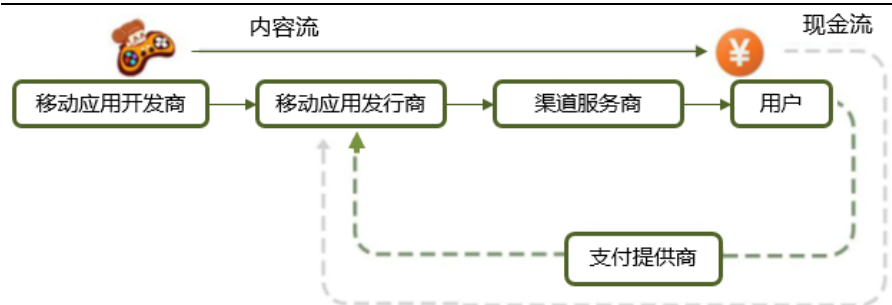 内容流
现金流
¥
移动应用开发商
移动应用发行商
渠道服务商
用户
支付提供商